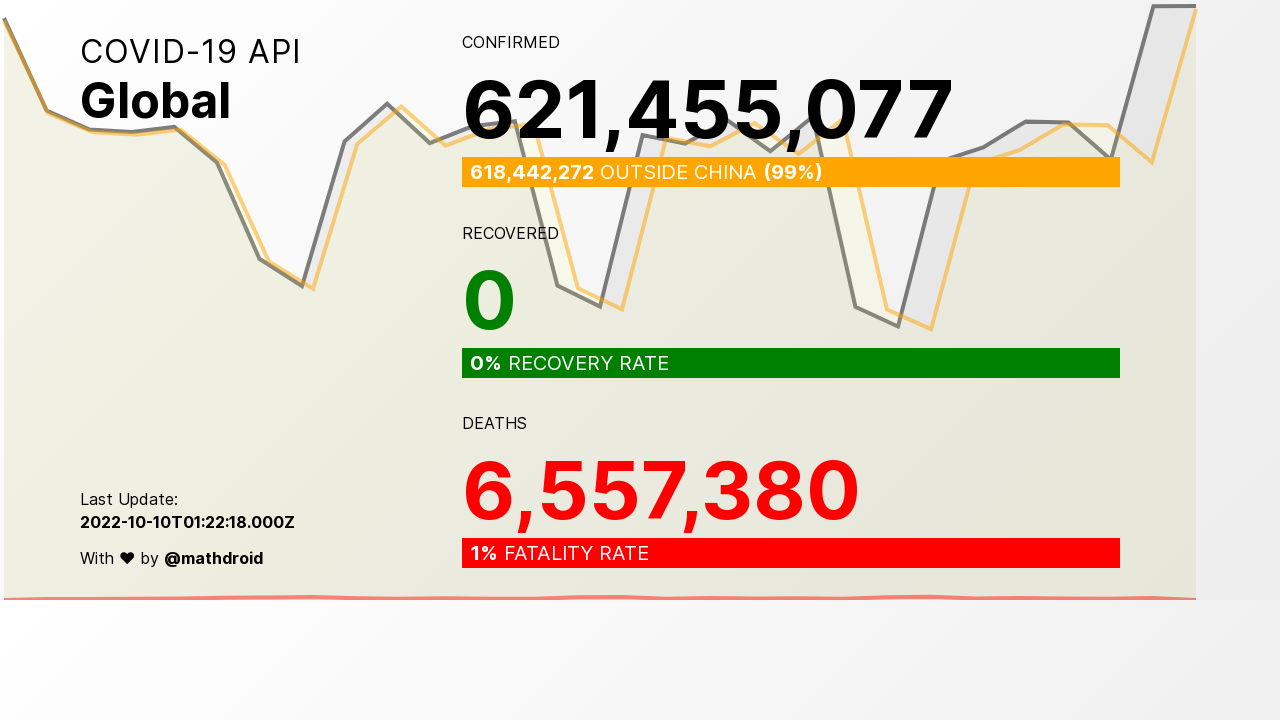 COVID-19 API
Global
CONFIRMED
621,455,077
618,442,272 OUTSIDE CHINA (99%)
RECOVERED
0
0% RECOVERY RATE
DEATHS
6,557,380
1% FATALITY RATE
Last Update:
2022-10-10T01:22:18.000Z
With ♥ by @mathdroid